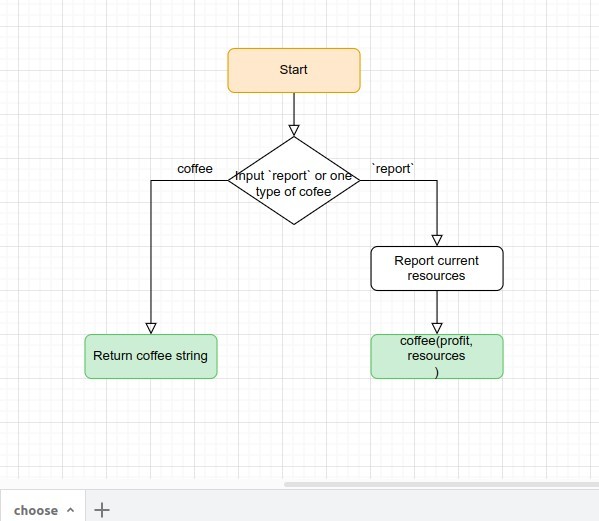 Start
coffee
Input `report` or one
type of cofee
`report`
Report current
resources
Return coffee string
coffee(profit,
resources
)
choose